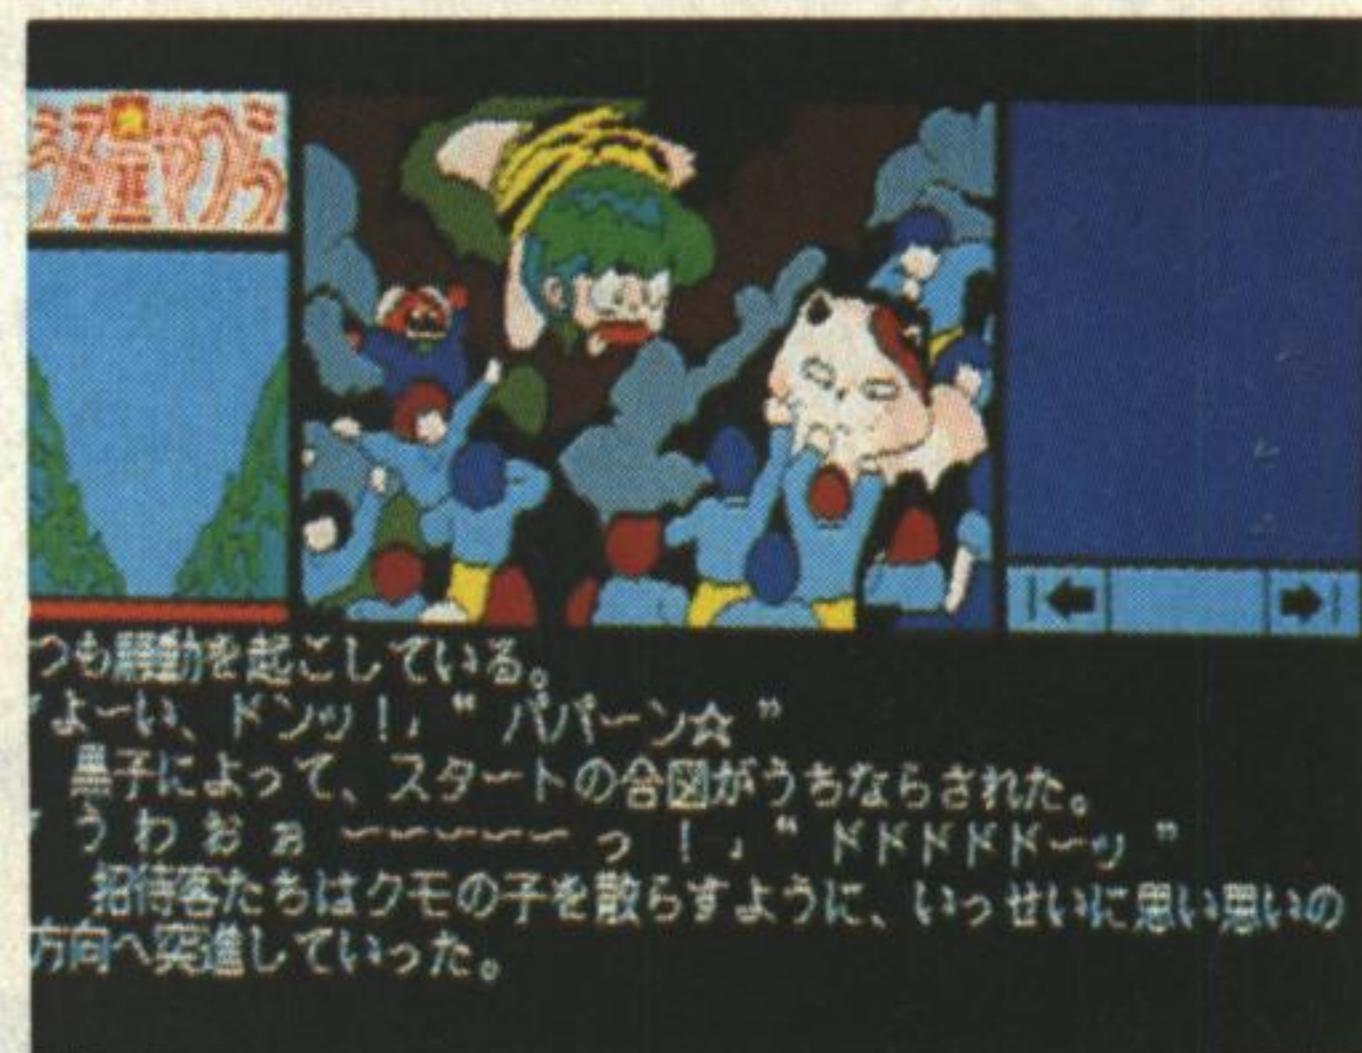 うる星やつら
つも騒動を起こしている。
「よーい、ドンッ!」“パパーン☆”
黒子によって、スタートの合図がうちならされた。
「うわおぉーーーーーーっ!」“ドドドドドーッ”
招待客たちはクモの子を散らすように、いっせいに思い思いの
方向へ突進していった。